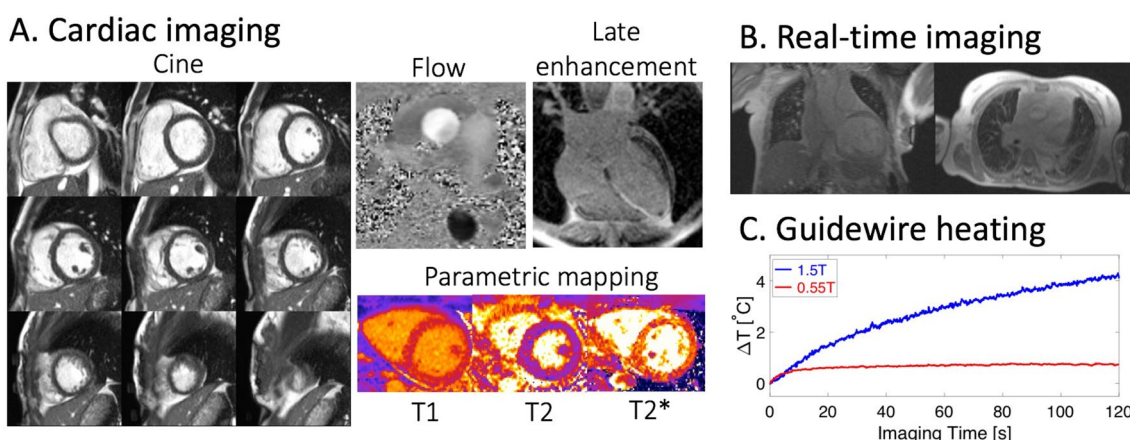 A. Cardiac imaging
Cine
Flow
Late
enhancement
Parametric mapping
T1
T2
T2*
B. Real-time imaging
C. Guidewire heating
1.5T
0.55T
ΔT [°C]
4
2
0
0 20 40 60 80 100 120
Imaging Time [s]